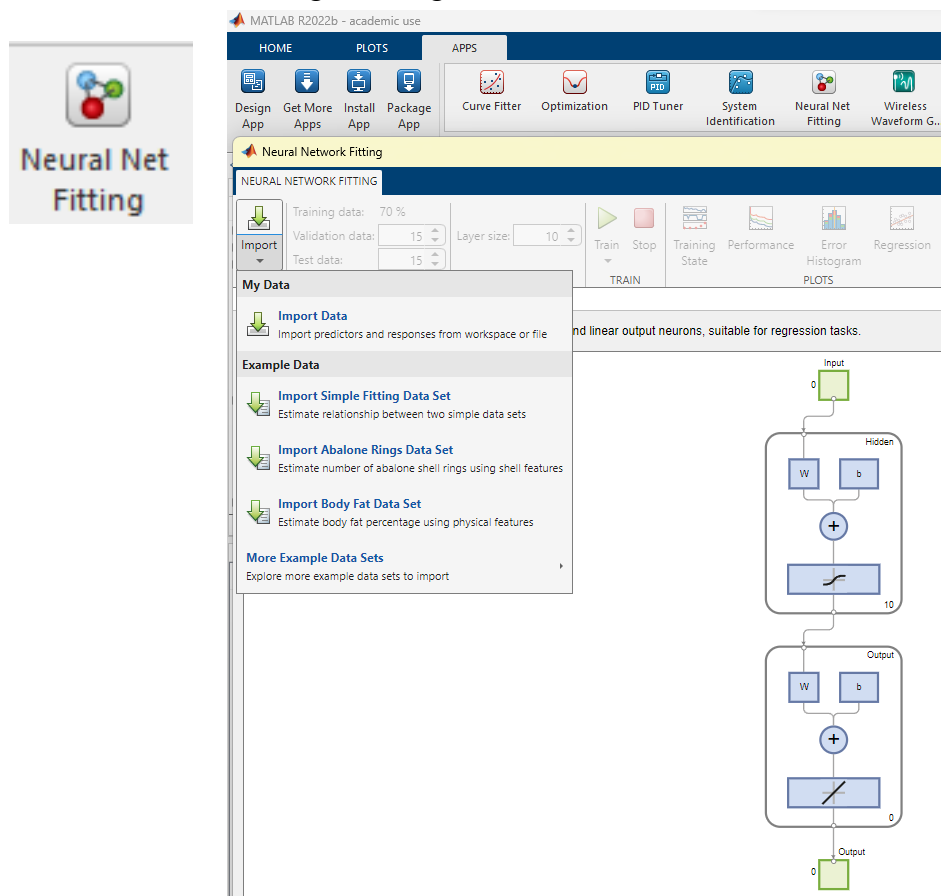 Neural Net
Fitting
MATLAB R2022b - academic use
HOME PLOTS APPS
Design
App
Get More
Apps
Install
App
Package
App
Curve Fitter
Optimization
PID Tuner
System
Identification
Neural Net
Fitting
Wireless
Waveform G...
Neural Network Fitting
NEURAL NETWORK FITTING
Import
Training data: 70 %
Validation data: 15
Test data: 15
Layer size: 10
Train
Stop
Training
State
Performance
Error
Histogram
Regression
TRAIN
PLOTS
My Data
Import Data
Import predictors and responses from workspace or file
nd linear output neurons, suitable for regression tasks.
Example Data
Import Simple Fitting Data Set
Estimate relationship between two simple data sets
Import Abalone Rings Data Set
Estimate number of abalone shell rings using shell features
Import Body Fat Data Set
Estimate body fat percentage using physical features
More Example Data Sets
Explore more example data sets to import
Input
0
Hidden
W b
+
10
Output
W b
+
0
Output
0